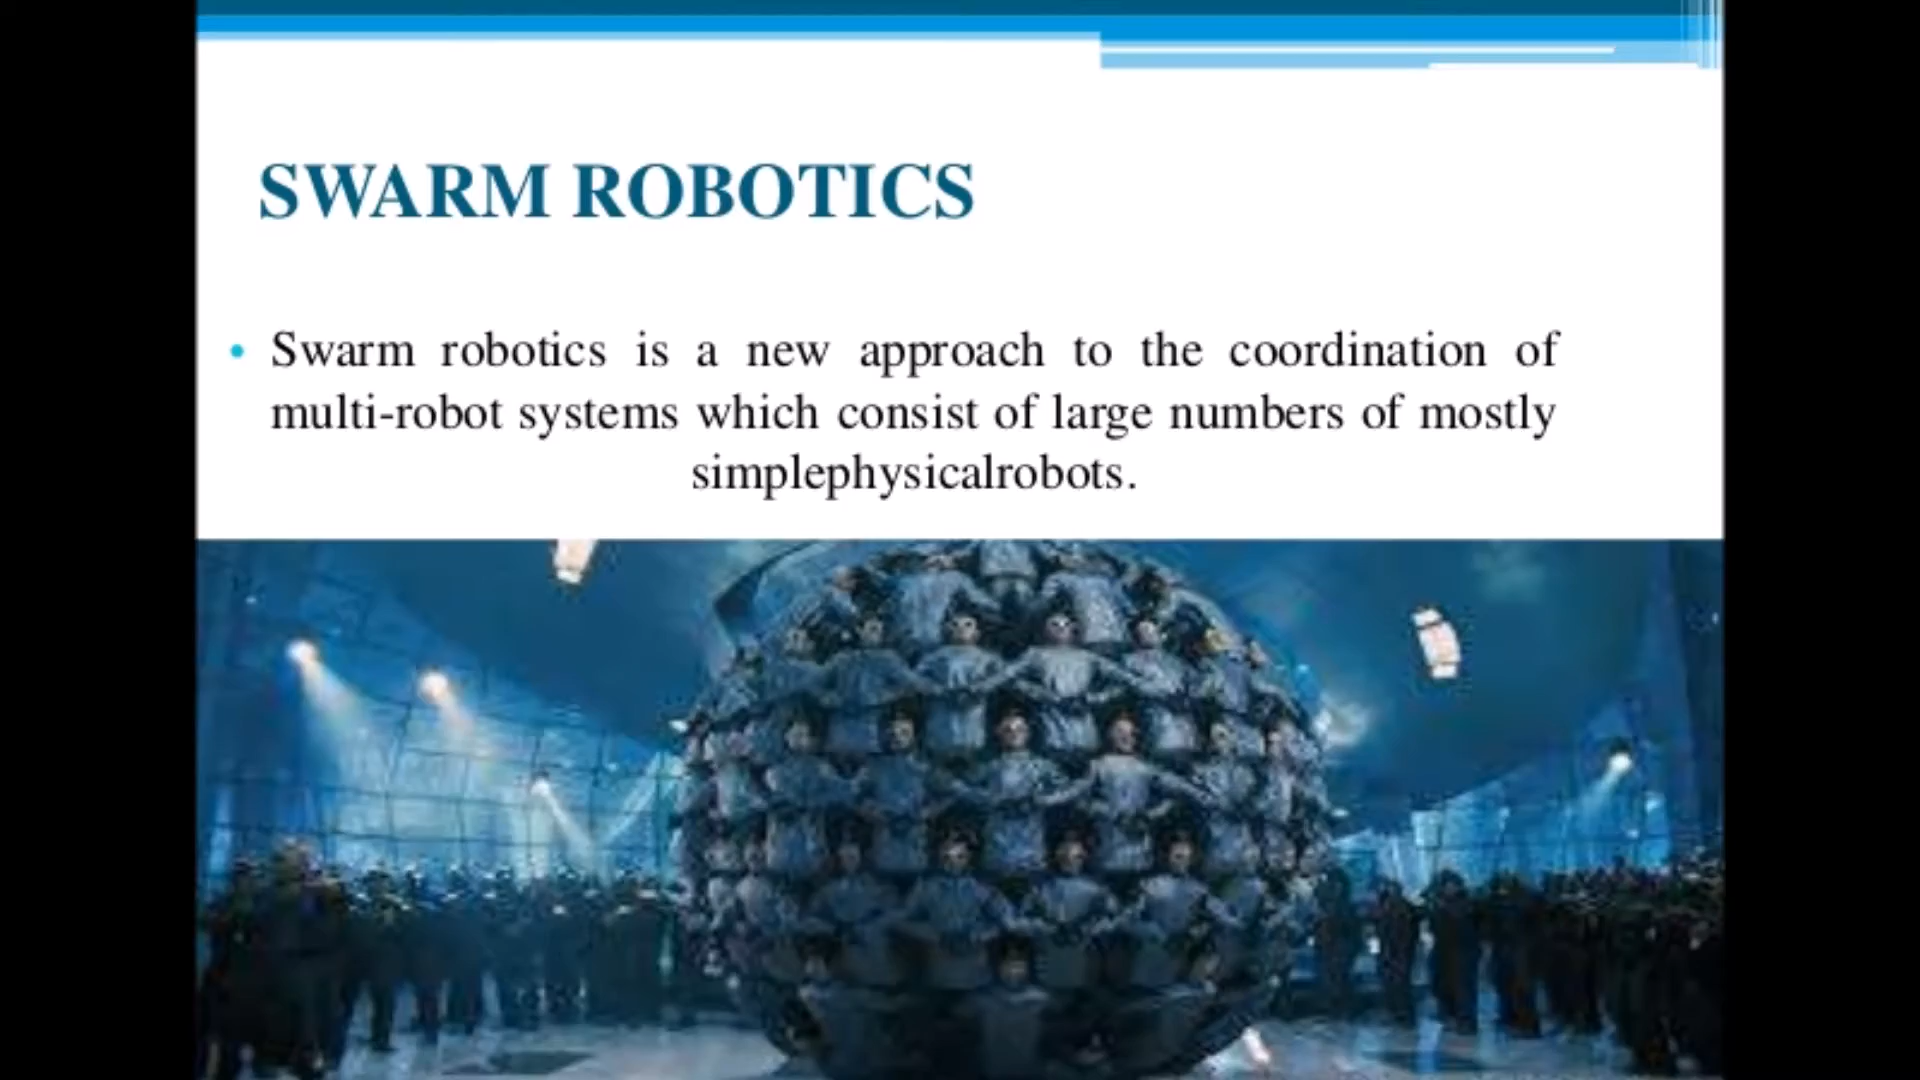 SWARM ROBOTICS
• Swarm robotics is a new approach to the coordination of
multi-robot systems which consist of large numbers of mostly
simplephysicalrobots.